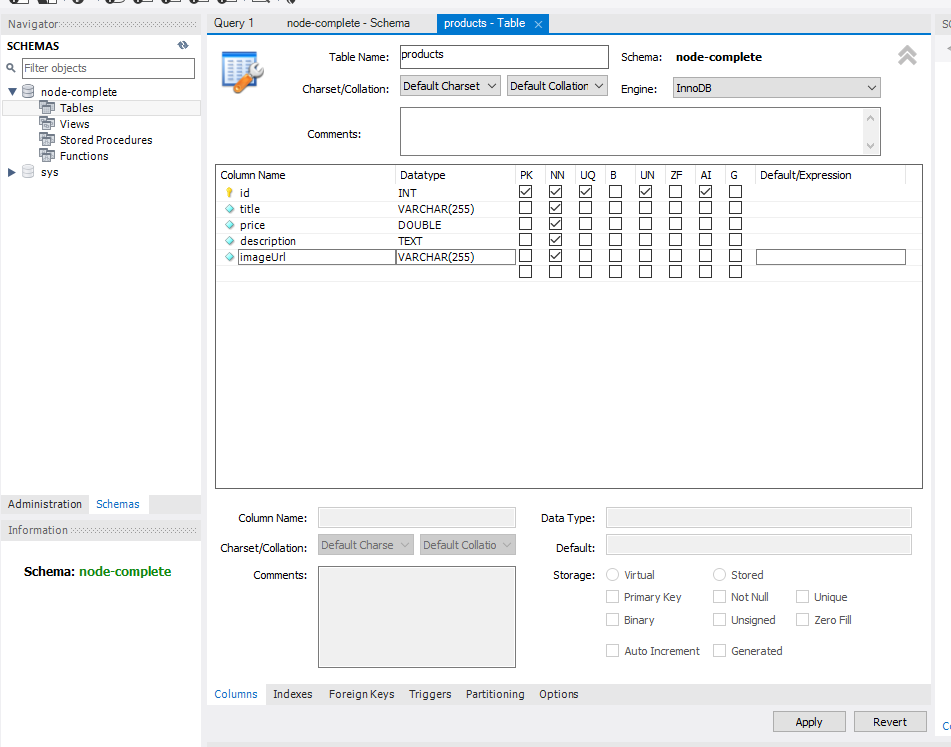 Query 1 node-complete - Schema products - Table
Navigator
SCHEMAS
Filter objects
node-complete
Tables
Views
Stored Procedures
Functions
sys
Administration Schemas
Information
Schema: node-complete
Table Name: products Schema: node-complete
Charset/Collation: Default Charset Default Collation Engine: InnoDB
Comments:
Column Name Datatype PK NN UQ B UN ZF AI G Default/Expression
id INT
title VARCHAR(255)
price DOUBLE
description TEXT
imageUrl VARCHAR(255)
Column Name: Data Type:
Charset/Collation: Default Charse Default Collatio Default:
Comments: Storage: Virtual Stored
Primary Key Not Null Unique
Binary Unsigned Zero Fill
Auto Increment Generated
Columns Indexes Foreign Keys Triggers Partitioning Options
Apply Revert